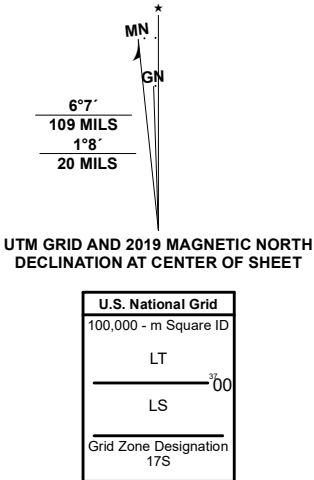 ★
MN
GN
6°7´
109 MILS
1°8´
20 MILS
UTM GRID AND 2019 MAGNETIC NORTH
DECLINATION AT CENTER OF SHEET
U.S. National Grid
100,000 - m Square ID
LT
3700
LS
Grid Zone Designation
17S